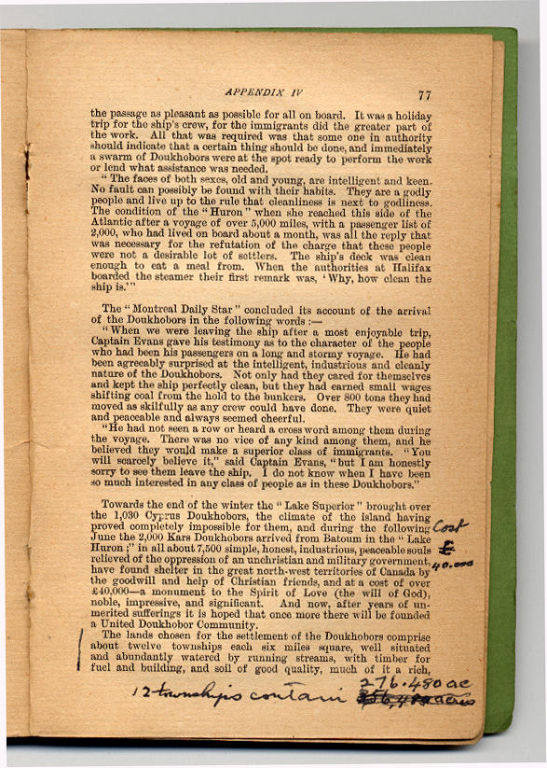 APPENDIX IV 77
the passage as pleasant as possible for all on board. It was a holiday
trip for the ship's crew, for the immigrants did the greater part of
the work. All that was required was that some one in authority
should indicate that a certain thing should be done, and immediately
a swarm of Doukhobors were at the spot ready to perform the work
or lend what assistance was needed.
"The faces of both sexes, old and young, are intelligent and keen.
No fault can possibly be found with their habits. They are a godly
people and live up to the rule that cleanliness is next to godliness.
The condition of the "Huron" when she reached this side of the
Atlantic after a voyage of over 5,000 miles, with a passenger list of
2,000, who had lived on board about a month, was all the reply that
was necessary for the refutation of the charge that these people
were not a desirable lot of settlers. The ship's deck was clean
enough to eat a meal from. When the authorities at Halifax
boarded the steamer their first remark was, 'Why, how clean the
ship is.'"
The "Montreal Daily Star" concluded its account of the arrival
of the Doukhobors in the following words :—
"When we were leaving the ship after a most enjoyable trip,
Captain Evans gave his testimony as to the character of the people
who had been his passengers on a long and stormy voyage. He had
been agreeably surprised at the intelligent, industrious and cleanly
nature of the Doukhobors. Not only had they cared for themselves
and kept the ship perfectly clean, but they had earned small wages
shifting coal from the hold to the bunkers. Over 800 tons they had
moved as skilfully as any crew could have done. They were quiet
and peaceable and always seemed cheerful.
"He had not seen a row or heard a cross word among them during
the voyage. There was no vice of any kind among them, and he
believed they would make a superior class of immigrants. "You
will scarcely believe it," said Captain Evans, "but I am honestly
sorry to see them leave the ship. I do not know when I have been
so much interested in any class of people as in these Doukhobors."
Towards the end of the winter the "Lake Superior" brought over
the 1,030 Cyprus Doukhobors, the climate of the island having
proved completely impossible for them, and during the following
June the 2,000 Kars Doukhobors arrived from Batoum in the "Lake
Huron;" in all about 7,500 simple, honest, industrious, peaceable souls
relieved of the oppression of an unchristian and military government,
have found shelter in the great north-west territories of Canada by
the goodwill and help of Christian friends, and at a cost of over
£40,000—a monument to the Spirit of Love (the will of God),
noble, impressive, and significant. And now, after years of un-
merited sufferings it is hoped that once more there will be founded
a United Doukhobor Community.
The lands chosen for the settlement of the Doukhobors comprise
about twelve townships each six miles square, well situated
and abundantly watered by running streams, with timber for
fuel and building, and soil of good quality, much of it a rich,
Cost
£
40.000
276.480 ac
12 townships contain acres